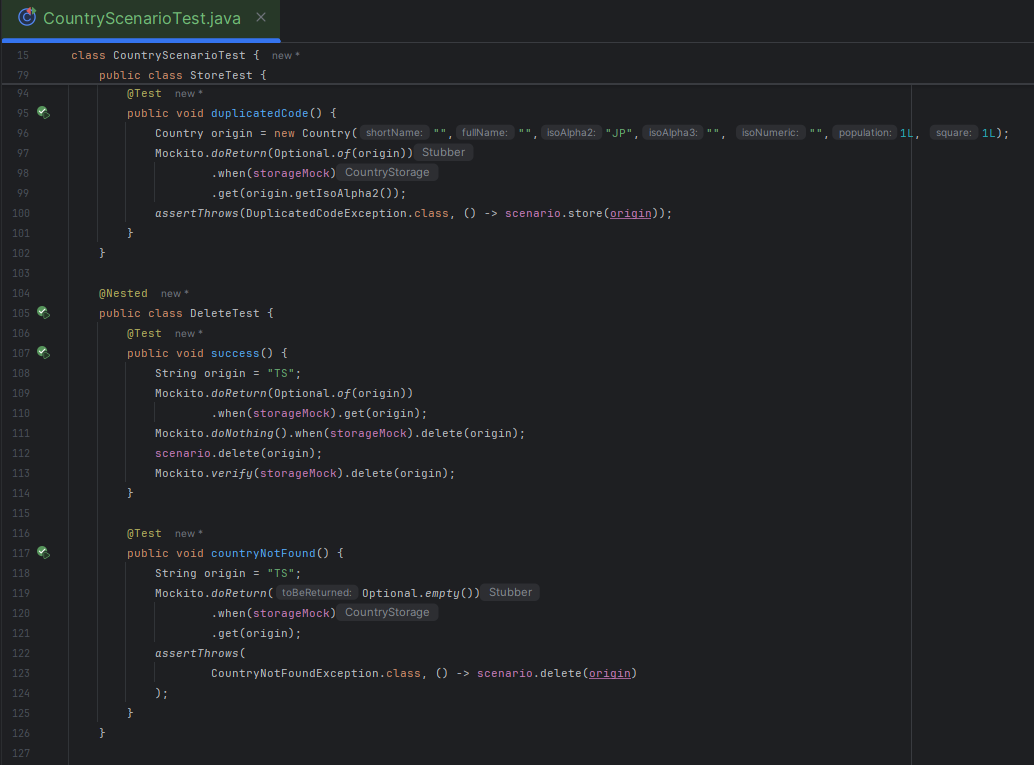 CountryScenarioTest.java
15 class CountryScenarioTest { new *
79 public class StoreTest {
94 @Test new *
95 public void duplicatedCode() {
96 Country origin = new Country( shortName: "", fullName: "", isoAlpha2: "JP", isoAlpha3: "", isoNumeric: "", population: 1L, square: 1L);
97 Mockito.doReturn(Optional.of(origin)) Stubber
98 .when(storageMock) CountryStorage
99 .get(origin.getIsoAlpha2());
100 assertThrows(DuplicatedCodeException.class, () -> scenario.store(origin));
101 }
102 }
103
104 @Nested new *
105 public class DeleteTest {
106 @Test new *
107 public void success() {
108 String origin = "TS";
109 Mockito.doReturn(Optional.of(origin))
110 .when(storageMock).get(origin);
111 Mockito.doNothing().when(storageMock).delete(origin);
112 scenario.delete(origin);
113 Mockito.verify(storageMock).delete(origin);
114 }
115
116 @Test new *
117 public void countryNotFound() {
118 String origin = "TS";
119 Mockito.doReturn( toBeReturned: Optional.empty()) Stubber
120 .when(storageMock) CountryStorage
121 .get(origin);
122 assertThrows(
123 CountryNotFoundException.class, () -> scenario.delete(origin)
124 );
125 }
126 }
127